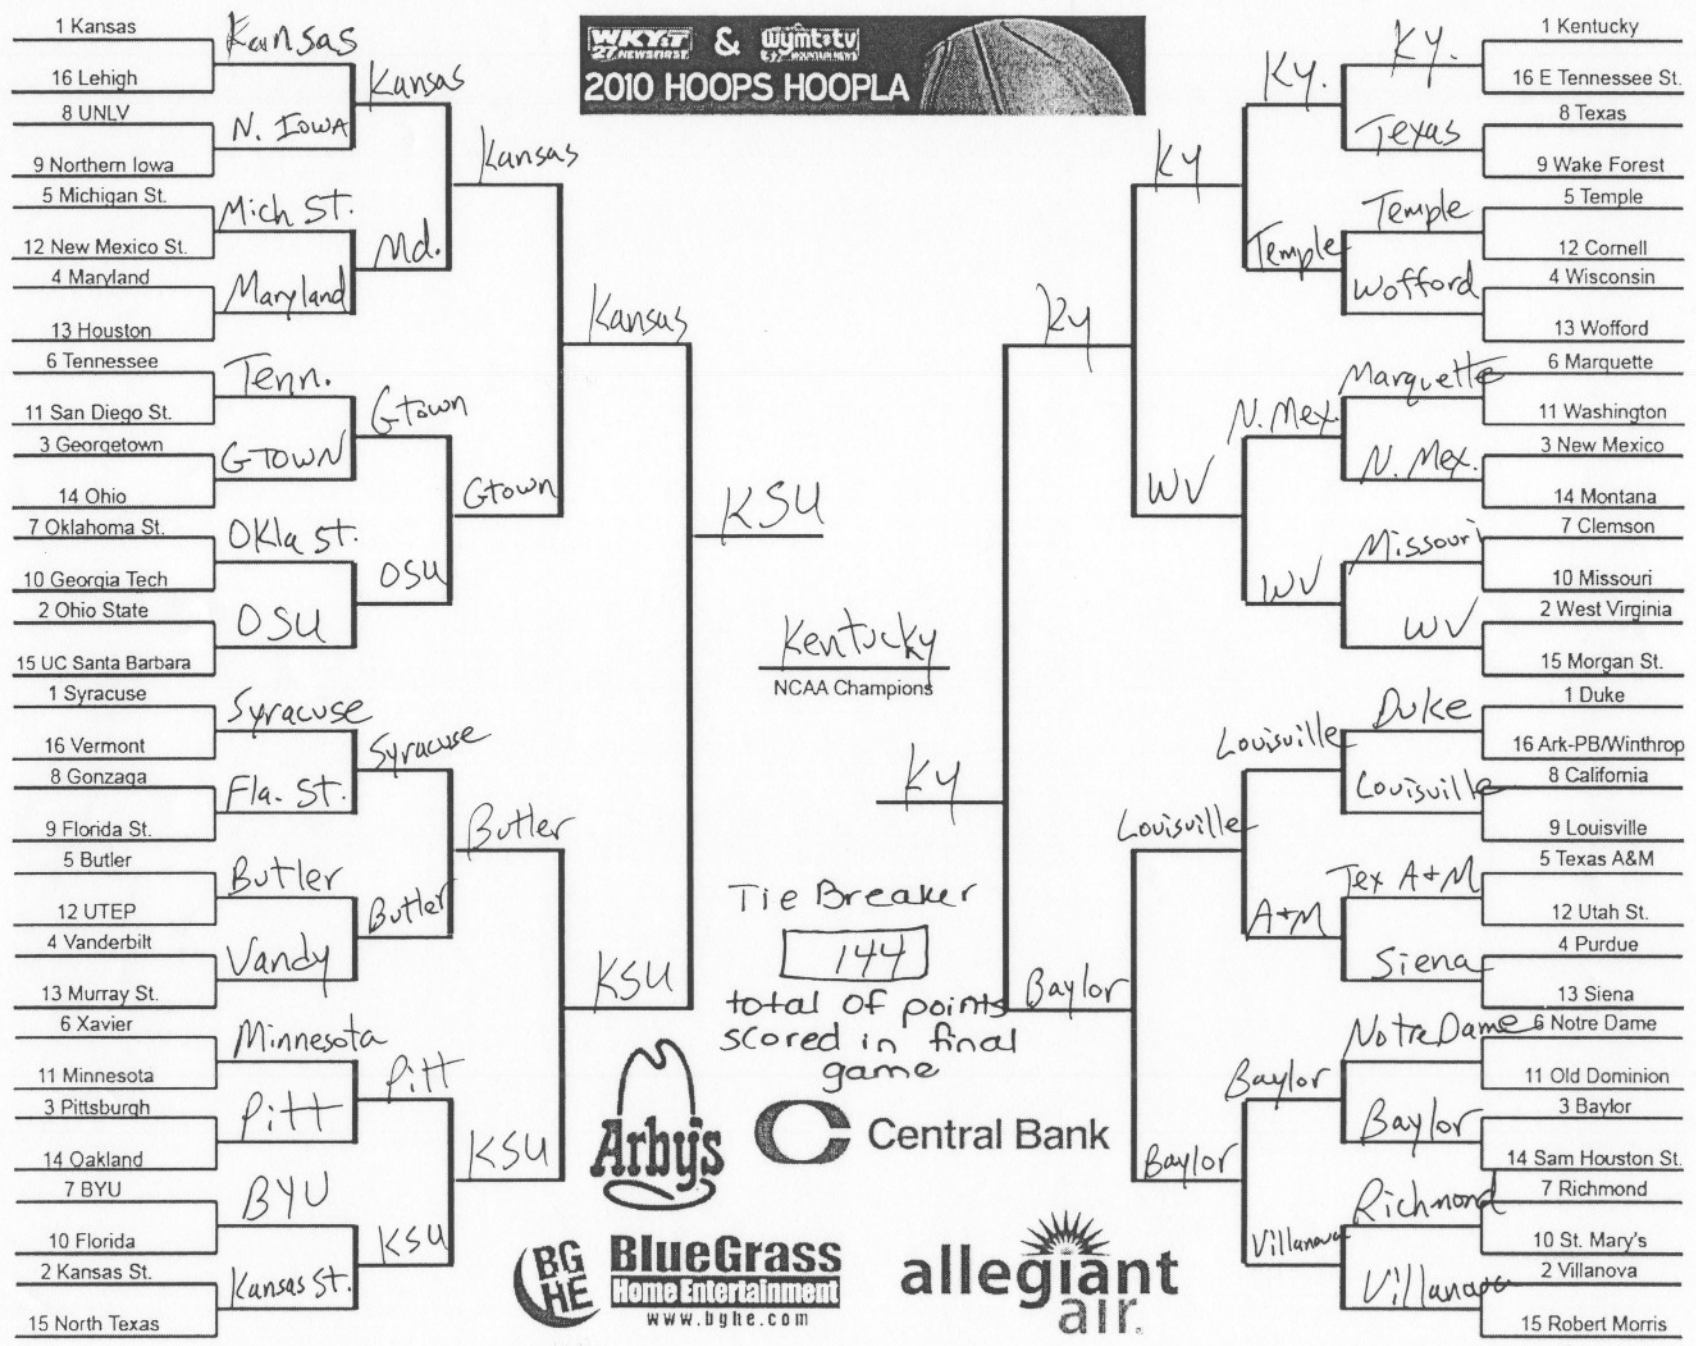 WKYT & wymt-tv
27 NEWSFIRST
57 MOUNTAIN NEWS
2010 HOOPS HOOPLA
1 Kansas
16 Lehigh
8 UNLV
9 Northern Iowa
5 Michigan St.
12 New Mexico St.
4 Maryland
13 Houston
6 Tennessee
11 San Diego St.
3 Georgetown
14 Ohio
7 Oklahoma St.
10 Georgia Tech
2 Ohio State
15 UC Santa Barbara
1 Syracuse
16 Vermont
8 Gonzaga
9 Florida St.
5 Butler
12 UTEP
4 Vanderbilt
13 Murray St.
6 Xavier
11 Minnesota
3 Pittsburgh
14 Oakland
7 BYU
10 Florida
2 Kansas St.
15 North Texas
Kansas
N. IOWA
Mich St.
Maryland
Tenn.
GTOWN
Okla St.
OSU
Syracuse
Fla. St.
Butler
Vandy
Minnesota
Pitt
BYU
Kansas St.
Kansas
Md.
Gtown
OSU
Syracuse
Butler
Pitt
KSU
Kansas
Gtown
Butler
KSU
Kansas
KSU
KSU
Kentucky
NCAA Champions
KY
Tie Breaker
144
total of points
scored in final
game
KY
Baylor
KY
WV
Louisville
Baylor
KY.
Temple
N. Mex.
WV
Louisville
A+M
Baylor
Villanova
KY.
Texas
Temple
Wofford
Marquette
N. Mex.
Missouri
WV
Duke
Louisville
Tex A+M
Siena
Notre Dame
Baylor
Richmond
Villanova
1 Kentucky
16 E Tennessee St.
8 Texas
9 Wake Forest
5 Temple
12 Cornell
4 Wisconsin
13 Wofford
6 Marquette
11 Washington
3 New Mexico
14 Montana
7 Clemson
10 Missouri
2 West Virginia
15 Morgan St.
1 Duke
16 Ark-PB/Winthrop
8 California
9 Louisville
5 Texas A&M
12 Utah St.
4 Purdue
13 Siena
6 Notre Dame
11 Old Dominion
3 Baylor
14 Sam Houston St.
7 Richmond
10 St. Mary's
2 Villanova
15 Robert Morris
Arby's
Central Bank
BG
HE
BlueGrass
Home Entertainment
www.bghe.com
allegiant
air.